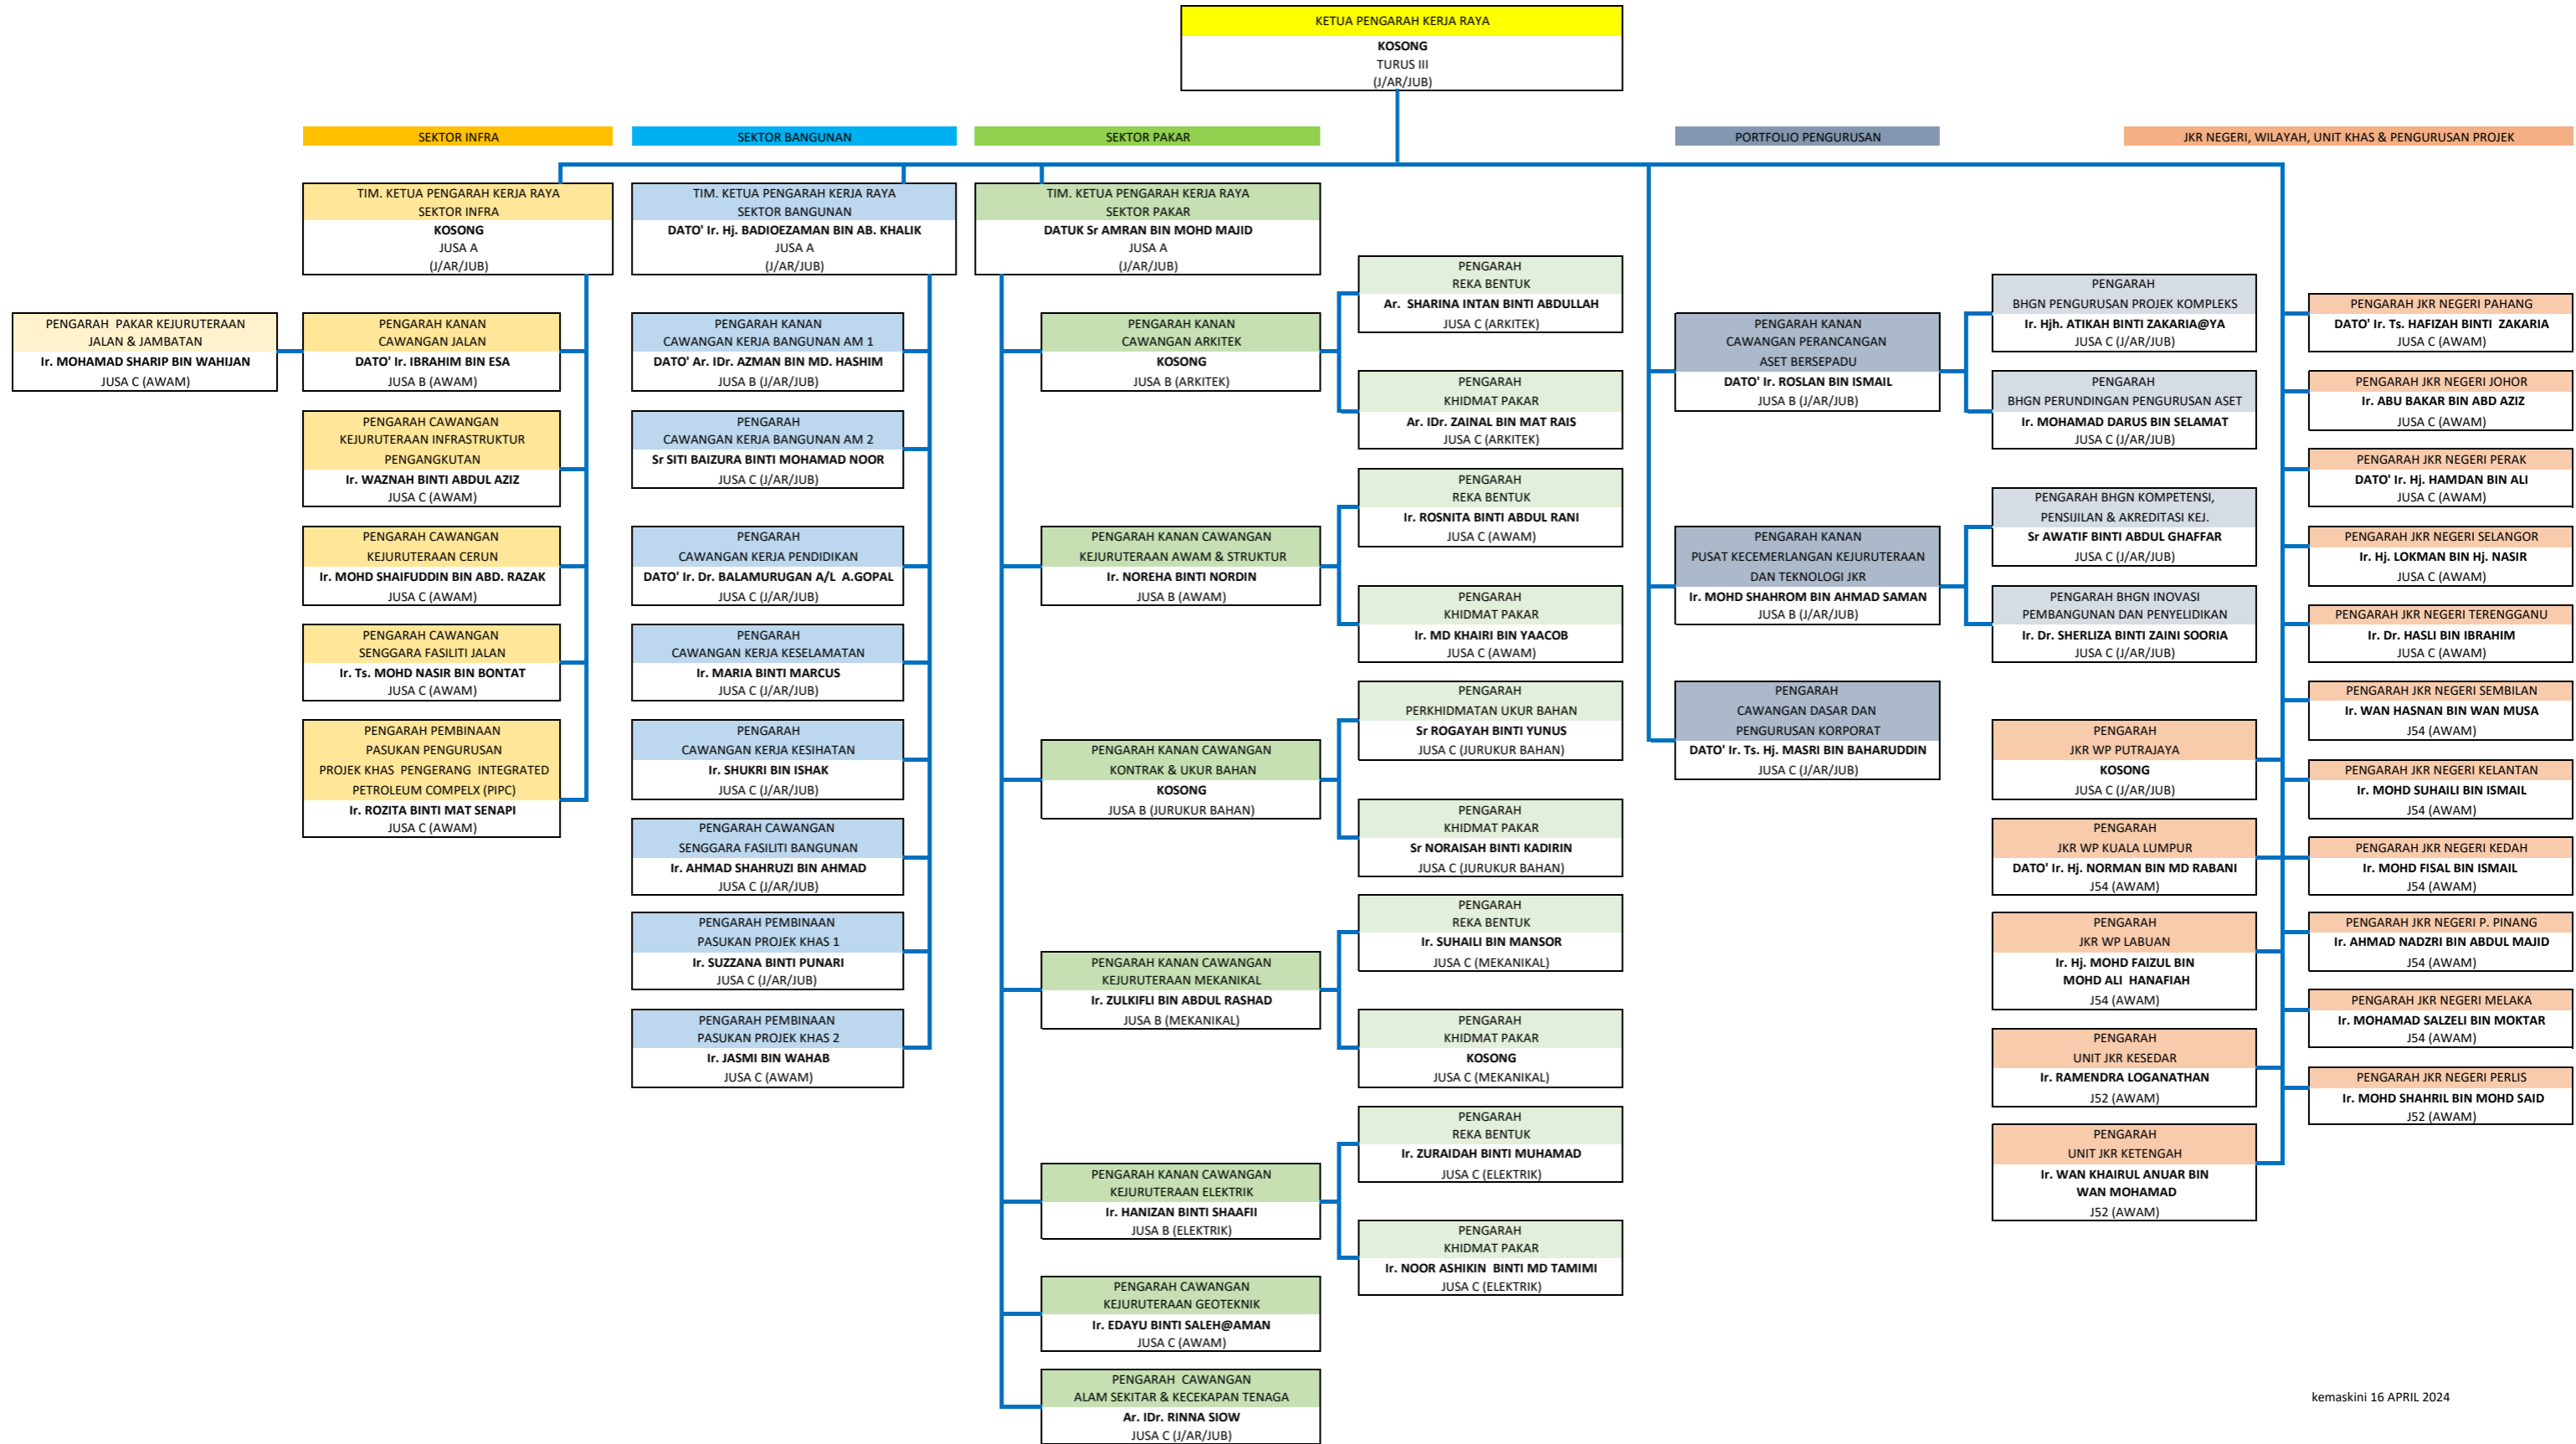 KETUA PENGARAH KERJA RAYA
KOSONG
TURUS III
(J/AR/JUB)
SEKTOR INFRA
SEKTOR BANGUNAN
SEKTOR PAKAR
PORTFOLIO PENGURUSAN
JKR NEGERI, WILAYAH, UNIT KHAS & PENGURUSAN PROJEK
TIM. KETUA PENGARAH KERJA RAYA
SEKTOR INFRA
KOSONG
JUSA A
(J/AR/JUB)
PENGARAH PAKAR KEJURUTERAAN
JALAN & JAMBATAN
Ir. MOHAMAD SHARIP BIN WAHIJAN
JUSA C (AWAM)
PENGARAH KANAN
CAWANGAN JALAN
DATO' Ir. IBRAHIM BIN ESA
JUSA B (AWAM)
PENGARAH CAWANGAN
KEJURUTERAAN INFRASTRUKTUR
PENGANGKUTAN
Ir. WAZNAH BINTI ABDUL AZIZ
JUSA C (AWAM)
PENGARAH CAWANGAN
KEJURUTERAAN CERUN
Ir. MOHD SHAIFUDDIN BIN ABD. RAZAK
JUSA C (AWAM)
PENGARAH CAWANGAN
SENGGARA FASILITI JALAN
Ir. Ts. MOHD NASIR BIN BONTAT
JUSA C (AWAM)
PENGARAH PEMBINAAN
PASUKAN PENGURUSAN
PROJEK KHAS PENGERANG INTEGRATED
PETROLEUM COMPELX (PIPC)
Ir. ROZITA BINTI MAT SENAPI
JUSA C (AWAM)
TIM. KETUA PENGARAH KERJA RAYA
SEKTOR BANGUNAN
DATO' Ir. Hj. BADIOEZAMAN BIN AB. KHALIK
JUSA A
(J/AR/JUB)
PENGARAH KANAN
CAWANGAN KERJA BANGUNAN AM 1
DATO' Ar. IDr. AZMAN BIN MD. HASHIM
JUSA B (J/AR/JUB)
PENGARAH
CAWANGAN KERJA BANGUNAN AM 2
Sr SITI BAIZURA BINTI MOHAMAD NOOR
JUSA C (J/AR/JUB)
PENGARAH
CAWANGAN KERJA PENDIDIKAN
DATO' Ir. Dr. BALAMURUGAN A/L A.GOPAL
JUSA C (J/AR/JUB)
PENGARAH
CAWANGAN KERJA KESELAMATAN
Ir. MARIA BINTI MARCUS
JUSA C (J/AR/JUB)
PENGARAH
CAWANGAN KERJA KESIHATAN
Ir. SHUKRI BIN ISHAK
JUSA C (J/AR/JUB)
PENGARAH CAWANGAN
SENGGARA FASILITI BANGUNAN
Ir. AHMAD SHAHRUZI BIN AHMAD
JUSA C (J/AR/JUB)
PENGARAH PEMBINAAN
PASUKAN PROJEK KHAS 1
Ir. SUZZANA BINTI PUNARI
JUSA C (J/AR/JUB)
PENGARAH PEMBINAAN
PASUKAN PROJEK KHAS 2
Ir. JASMI BIN WAHAB
JUSA C (AWAM)
TIM. KETUA PENGARAH KERJA RAYA
SEKTOR PAKAR
DATUK Sr AMRAN BIN MOHD MAJID
JUSA A
(J/AR/JUB)
PENGARAH KANAN
CAWANGAN ARKITEK
KOSONG
JUSA B (ARKITEK)
PENGARAH
REKA BENTUK
Ar. SHARINA INTAN BINTI ABDULLAH
JUSA C (ARKITEK)
PENGARAH
KHIDMAT PAKAR
Ar. IDr. ZAINAL BIN MAT RAIS
JUSA C (ARKITEK)
PENGARAH KANAN CAWANGAN
KEJURUTERAAN AWAM & STRUKTUR
Ir. NOREHA BINTI NORDIN
JUSA B (AWAM)
PENGARAH
REKA BENTUK
Ir. ROSNITA BINTI ABDUL RANI
JUSA C (AWAM)
PENGARAH
KHIDMAT PAKAR
Ir. MD KHAIRI BIN YAACOB
JUSA C (AWAM)
PENGARAH KANAN CAWANGAN
KONTRAK & UKUR BAHAN
KOSONG
JUSA B (JURUKUR BAHAN)
PENGARAH
PERKHIDMATAN UKUR BAHAN
Sr ROGAYAH BINTI YUNUS
JUSA C (JURUKUR BAHAN)
PENGARAH
KHIDMAT PAKAR
Sr NORAISAH BINTI KADIRIN
JUSA C (JURUKUR BAHAN)
PENGARAH KANAN CAWANGAN
KEJURUTERAAN MEKANIKAL
Ir. ZULKIFLI BIN ABDUL RASHAD
JUSA B (MEKANIKAL)
PENGARAH
REKA BENTUK
Ir. SUHAILI BIN MANSOR
JUSA C (MEKANIKAL)
PENGARAH
KHIDMAT PAKAR
KOSONG
JUSA C (MEKANIKAL)
PENGARAH KANAN CAWANGAN
KEJURUTERAAN ELEKTRIK
Ir. HANIZAN BINTI SHAAFII
JUSA B (ELEKTRIK)
PENGARAH
REKA BENTUK
Ir. ZURAIDAH BINTI MUHAMAD
JUSA C (ELEKTRIK)
PENGARAH
KHIDMAT PAKAR
Ir. NOOR ASHIKIN BINTI MD TAMIMI
JUSA C (ELEKTRIK)
PENGARAH CAWANGAN
KEJURUTERAAN GEOTEKNIK
Ir. EDAYU BINTI SALEH@AMAN
JUSA C (AWAM)
PENGARAH CAWANGAN
ALAM SEKITAR & KECEKAPAN TENAGA
Ar. IDr. RINNA SIOW
JUSA C (J/AR/JUB)
PENGARAH KANAN
CAWANGAN PERANCANGAN
ASET BERSEPADU
DATO' Ir. ROSLAN BIN ISMAIL
JUSA B (J/AR/JUB)
PENGARAH
BHGN PENGURUSAN PROJEK KOMPLEKS
Ir. Hjh. ATIKAH BINTI ZAKARIA@YA
JUSA C (J/AR/JUB)
PENGARAH
BHGN PERUNDINGAN PENGURUSAN ASET
Ir. MOHAMAD DARUS BIN SELAMAT
JUSA C (J/AR/JUB)
PENGARAH KANAN
PUSAT KECEMERLANGAN KEJURUTERAAN
DAN TEKNOLOGI JKR
Ir. MOHD SHAHROM BIN AHMAD SAMAN
JUSA B (J/AR/JUB)
PENGARAH BHGN KOMPETENSI,
PENSIJILAN & AKREDITASI KEJ.
Sr AWATIF BINTI ABDUL GHAFFAR
JUSA C (J/AR/JUB)
PENGARAH BHGN INOVASI
PEMBANGUNAN DAN PENYELIDIKAN
Ir. Dr. SHERLIZA BINTI ZAINI SOORIA
JUSA C (J/AR/JUB)
PENGARAH
CAWANGAN DASAR DAN
PENGURUSAN KORPORAT
DATO' Ir. Ts. Hj. MASRI BIN BAHARUDDIN
JUSA C (J/AR/JUB)
PENGARAH
JKR WP PUTRAJAYA
KOSONG
JUSA C (J/AR/JUB)
PENGARAH
JKR WP KUALA LUMPUR
DATO' Ir. Hj. NORMAN BIN MD RABANI
J54 (AWAM)
PENGARAH
JKR WP LABUAN
Ir. Hj. MOHD FAIZUL BIN
MOHD ALI HANAFIAH
J54 (AWAM)
PENGARAH
UNIT JKR KESEDAR
Ir. RAMENDRA LOGANATHAN
J52 (AWAM)
PENGARAH
UNIT JKR KETENGAH
Ir. WAN KHAIRUL ANUAR BIN
WAN MOHAMAD
J52 (AWAM)
PENGARAH JKR NEGERI PAHANG
DATO' Ir. Ts. HAFIZAH BINTI ZAKARIA
JUSA C (AWAM)
PENGARAH JKR NEGERI JOHOR
Ir. ABU BAKAR BIN ABD AZIZ
JUSA C (AWAM)
PENGARAH JKR NEGERI PERAK
DATO' Ir. Hj. HAMDAN BIN ALI
JUSA C (AWAM)
PENGARAH JKR NEGERI SELANGOR
Ir. Hj. LOKMAN BIN Hj. NASIR
JUSA C (AWAM)
PENGARAH JKR NEGERI TERENGGANU
Ir. Dr. HASLI BIN IBRAHIM
JUSA C (AWAM)
PENGARAH JKR NEGERI SEMBILAN
Ir. WAN HASNAN BIN WAN MUSA
J54 (AWAM)
PENGARAH JKR NEGERI KELANTAN
Ir. MOHD SUHAILI BIN ISMAIL
J54 (AWAM)
PENGARAH JKR NEGERI KEDAH
Ir. MOHD FISAL BIN ISMAIL
J54 (AWAM)
PENGARAH JKR NEGERI P. PINANG
Ir. AHMAD NADZRI BIN ABDUL MAJID
J54 (AWAM)
PENGARAH JKR NEGERI MELAKA
Ir. MOHAMAD SALZELI BIN MOKTAR
J54 (AWAM)
PENGARAH JKR NEGERI PERLIS
Ir. MOHD SHAHRIL BIN MOHD SAID
J52 (AWAM)
kemaskini 16 APRIL 2024